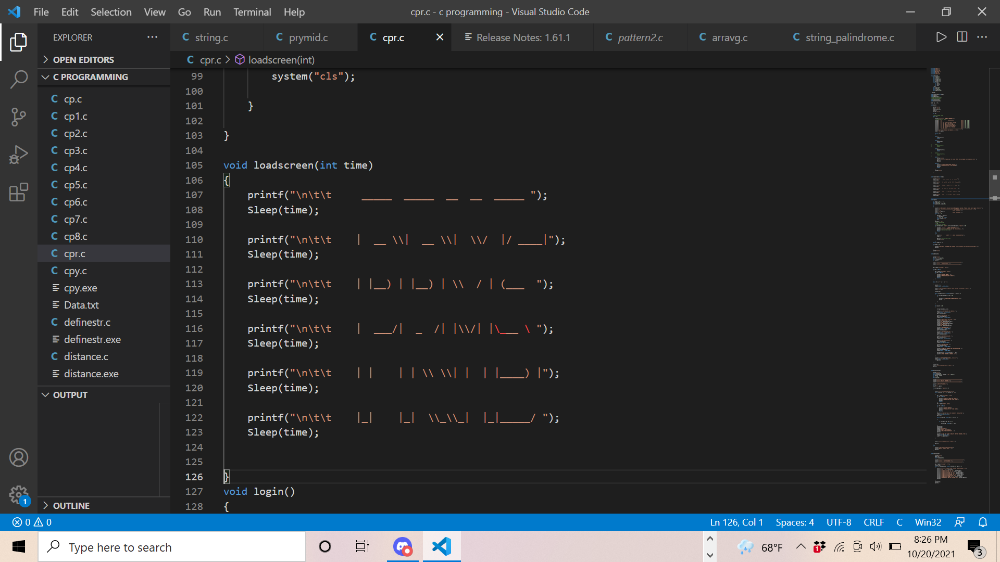 File Edit Selection View Go Run Terminal Help cpr.c - c programming - Visual Studio Code
EXPLORER ···
string.c prymid.c cpr.c Release Notes: 1.61.1 pattern2.c arravg.c string_palindrome.c
cpr.c > loadscreen(int)
OPEN EDITORS
C PROGRAMMING
C cp.c
C cp1.c
C cp2.c
C cp3.c
C cp4.c
C cp5.c
C cp6.c
C cp7.c
C cp8.c
C cpr.c
C cpy.c
cpy.exe
Data.txt
C definestr.c
definestr.exe
C distance.c
distance.exe
OUTPUT
OUTLINE
99         system("cls");
100
101     }
102
103 }
104
105 void loadscreen(int time)
106 {
107     printf("\n\t\t     _____  _____  __  __  _____ ");
108     Sleep(time);
109
110     printf("\n\t\t    |  __ \\|  __ \\|  \\/  |/ ____|");
111     Sleep(time);
112
113     printf("\n\t\t    | |__) | |__) | \\  / | (___  ");
114     Sleep(time);
115
116     printf("\n\t\t    |  ___/|  _  /| |\\/| |\___ \ ");
117     Sleep(time);
118
119     printf("\n\t\t    | |    | | \\ \\| |  | |____) |");
120     Sleep(time);
121
122     printf("\n\t\t    |_|    |_|  \\_\\_|  |_|_____/ ");
123     Sleep(time);
124
125
126 }
127 void login()
128 {
0 0 Ln 126, Col 1 Spaces: 4 UTF-8 CRLF C Win32
1
Type here to search
68°F
1
8:26 PM
10/20/2021
3